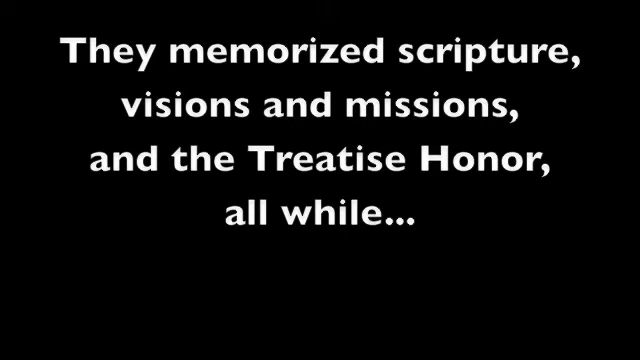 They memorized scripture,
visions and missions,
and the Treatise Honor,
all while...